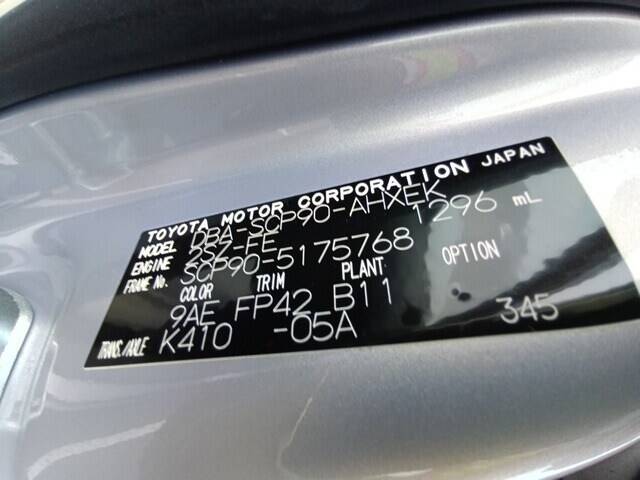 TOYOTA MOTOR CORPORATION JAPAN
MODEL DBA-SCP90-AHXEK
ENGINE 2SZ-FE 1296 mL
FRAME No. SCP90-5175768
COLOR TRIM PLANT OPTION
9AE FP42 B11
TRANS./AXLE K410 -05A 345